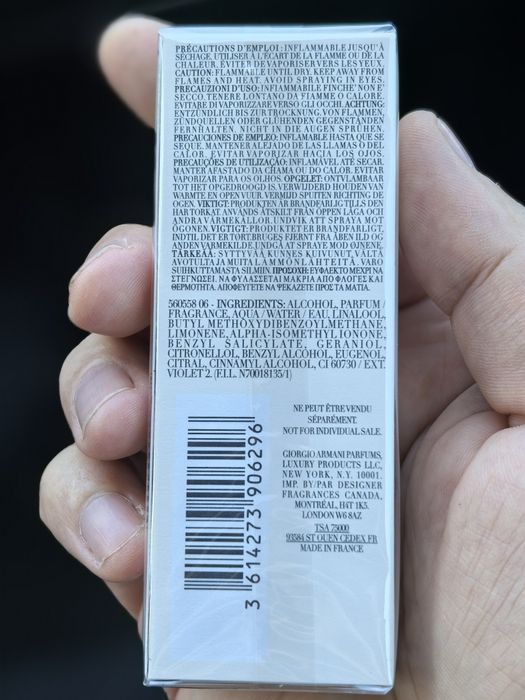 PRÉCAUTIONS D'EMPLOI : INFLAMMABLE JUSQU'À
SÉCHAGE. UTILISER À L'ÉCART DE LA FLAMME OU DE LA
CHALEUR. ÉVITER DE VAPORISER VERS LES YEUX.
CAUTION: FLAMMABLE UNTIL DRY. KEEP AWAY FROM
FLAMES AND HEAT. AVOID SPRAYING IN EYES.
PRECAUZIONI D'USO: INFIAMMABILE FINCHE' NON E'
SECCO TENERE LONTANO DA FIAMME O CALORE.
EVITARE DI VAPORIZZARE VERSO GLI OCCHI. ACHTUNG:
ENTZÜNDLICH BIS ZUR TROCKNUNG. VON FLAMMEN,
ZÜNDQUELLEN ODER GLÜHENDEN GEGENSTÄNDEN
FERNHALTEN. NICHT IN DIE AUGEN SPRÜHEN.
PRECAUCIONES DE EMPLEO: INFLAMABLE HASTA QUE SE
SEQUE. MANTENER ALEJADO DE LAS LLAMAS O DEL
CALOR. EVITAR VAPORIZAR HACIA LOS OJOS.
PRECAUÇÕES DE UTILIZAÇÃO: INFLAMÁVEL ATÉ SECAR.
MANTER AFASTADO DA CHAMA OU DO CALOR. EVITAR
VAPORIZAR PARA OS OLHOS. OPGELET: ONTVLAMBAR
TOT HET OPGEDROOGD IS. VERWIJDERD HOUDEN VAN
WARMTE EN OPEN VUUR. VERMIJD SPUITEN RICHTING DE
OGEN. VIKTIGT: PRODUKTEN ÄR BRANDFARLIG TILLS DEN
HAR TORKAT. ANVÄNDS ÅTSKILT FRÅN ÖPPEN LÅGA OCH
ANDRA VÄRMEKÄLLOR. UNDVIK ATT SPRAYA MOT
ÖGONEN. VIGTIGT: PRODUKTET ER BRANDFARLIGT,
INDTIL DET ER TØRT. BRUGES FJERNT FRA ÅBEN ILD OG
ANDEN VARMEKILDE. UNDGÅ AT SPRAYE MOD ØJNENE.
TÄRKEÄÄ: SYTTYVÄÄ KUNNES KUIVUNUT. VÄLTÄ
AVOTULTA JA MUITA LÄMMÖNLÄHTEITÄ. VARO
SUIHKUTTAMASTA SILMIIN. ΠΡΟΣΟΧΗ: ΕΥΦΛΕΚΤΟ ΜΕΧΡΙ ΝΑ
ΣΤΕΓΝΩΣΕΙ ΝΑ ΦΥΛΑΣΣΕΤΑΙ ΜΑΚΡΙΑ ΑΠΟ ΦΛΟΓΕΣ ΚΑΙ
ΘΕΡΜΟΤΗΤΑ. ΑΠΟΦΕΥΓΕΤΕ ΝΑ ΨΕΚΑΖΕΤΕ ΠΡΟΣ ΤΑ ΜΑΤΙΑ.
560558 06 - INGREDIENTS: ALCOHOL, PARFUM /
FRAGRANCE, AQUA / WATER / EAU, LINALOOL,
BUTYL METHOXYDIBENZOYLMETHANE,
LIMONENE, ALPHA-ISOMETHYL IONONE,
BENZYL SALICYLATE, GERANIOL,
CITRONELLOL, BENZYL ALCOHOL, EUGENOL,
CITRAL, CINNAMYL ALCOHOL, CI 60730 / EXT.
VIOLET 2. (F.I.L. N70018135/1)
NE PEUT ÊTRE VENDU
SÉPARÉMENT.
NOT FOR INDIVIDUAL SALE.
GIORGIO ARMANI PARFUMS,
LUXURY PRODUCTS LLC,
NEW YORK, N.Y. 10001.
IMP. BY/PAR DESIGNER
FRAGRANCES CANADA,
MONTRÉAL, H4T 1K5.
LONDON W6 8AZ
TSA 75000
93584 ST OUEN CEDEX, FR
MADE IN FRANCE
3 614273 906296